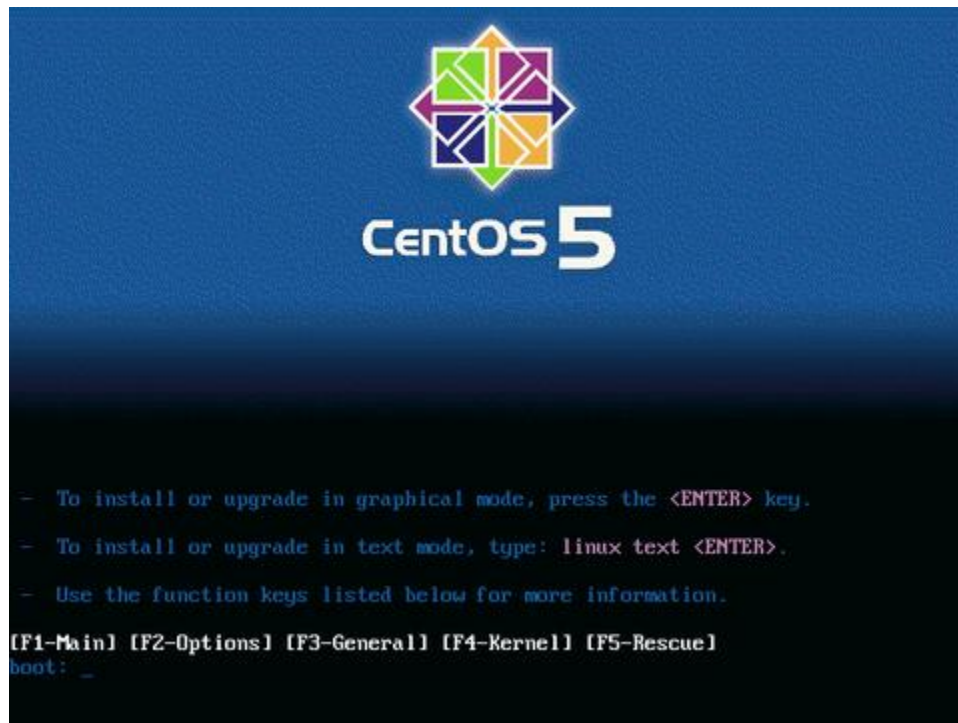 CentOS 5
- To install or upgrade in graphical mode, press the <ENTER> key.
- To install or upgrade in text mode, type: linux text <ENTER>.
- Use the function keys listed below for more information.
[F1-Main] [F2-Options] [F3-General] [F4-Kernel] [F5-Rescue]
boot: _